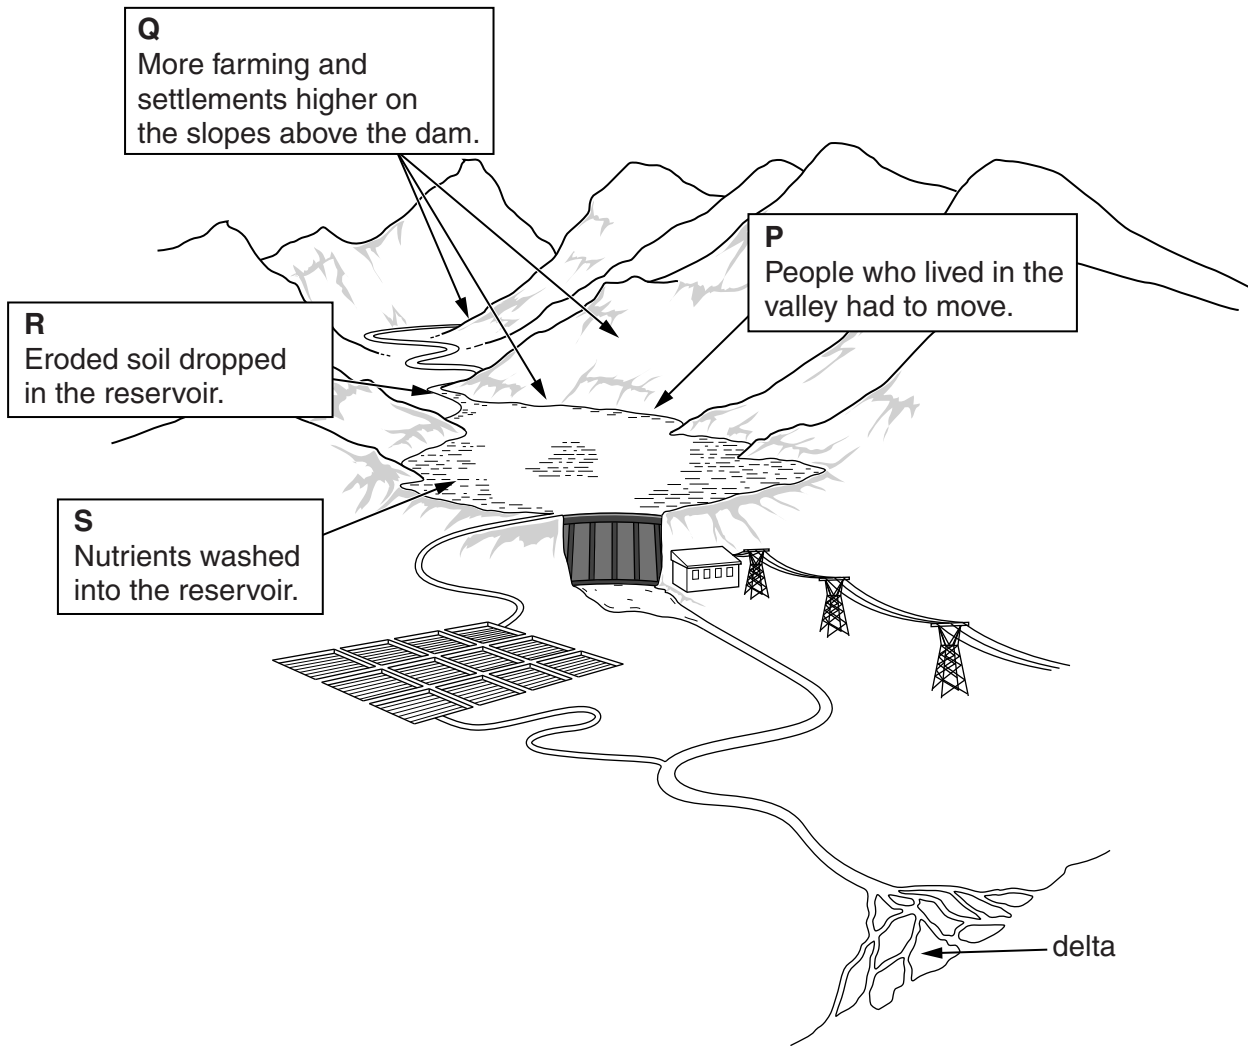 Q
More farming and
settlements higher on
the slopes above the dam.
P
People who lived in the
valley had to move.
R
Eroded soil dropped
in the reservoir.
S
Nutrients washed
into the reservoir.
delta